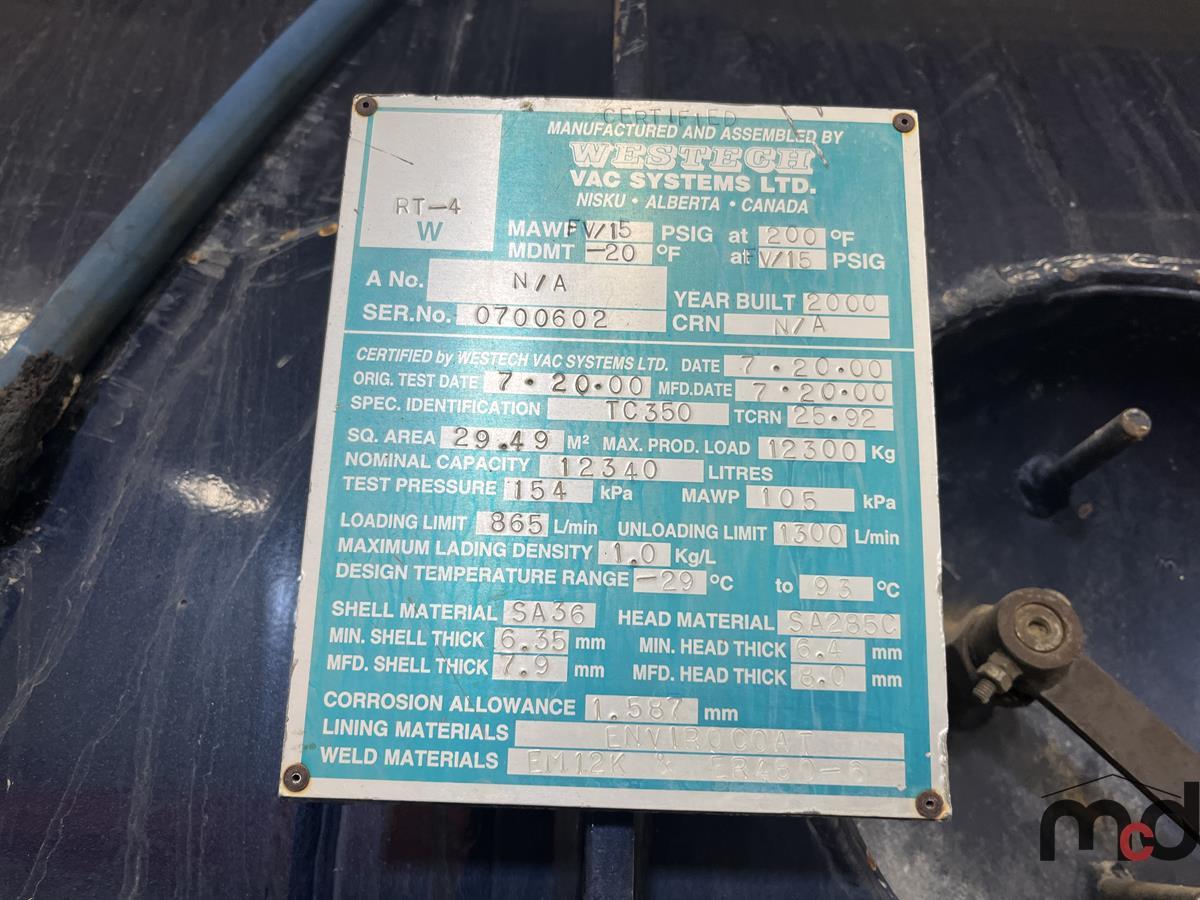 CERTIFIED
MANUFACTURED AND ASSEMBLED BY
WESTECH
VAC SYSTEMS LTD.
NISKU • ALBERTA • CANADA
RT-4
W
MAWP FV/15 PSIG at 200 °F
MDMT -20 °F at FV/15 PSIG
A No. N/A
YEAR BUILT 2000
SER.No. 0700602 CRN N/A
CERTIFIED by WESTECH VAC SYSTEMS LTD. DATE 7•20•00
ORIG. TEST DATE 7•20•00 MFD.DATE 7•20•00
SPEC. IDENTIFICATION TC350 TCRN 25-92
SQ. AREA 29.49 M² MAX. PROD. LOAD 12300 Kg
NOMINAL CAPACITY 12340 LITRES
TEST PRESSURE 154 kPa MAWP 105 kPa
LOADING LIMIT 865 L/min UNLOADING LIMIT 1300 L/min
MAXIMUM LADING DENSITY 1.0 Kg/L
DESIGN TEMPERATURE RANGE -29 °C to 93 °C
SHELL MATERIAL SA36 HEAD MATERIAL SA285C
MIN. SHELL THICK 6.35 mm MIN. HEAD THICK 6.4 mm
MFD. SHELL THICK 7.9 mm MFD. HEAD THICK 8.0 mm
CORROSION ALLOWANCE 1.587 mm
LINING MATERIALS ENVIROCOAT
WELD MATERIALS EM12K & ER480-6
mcd